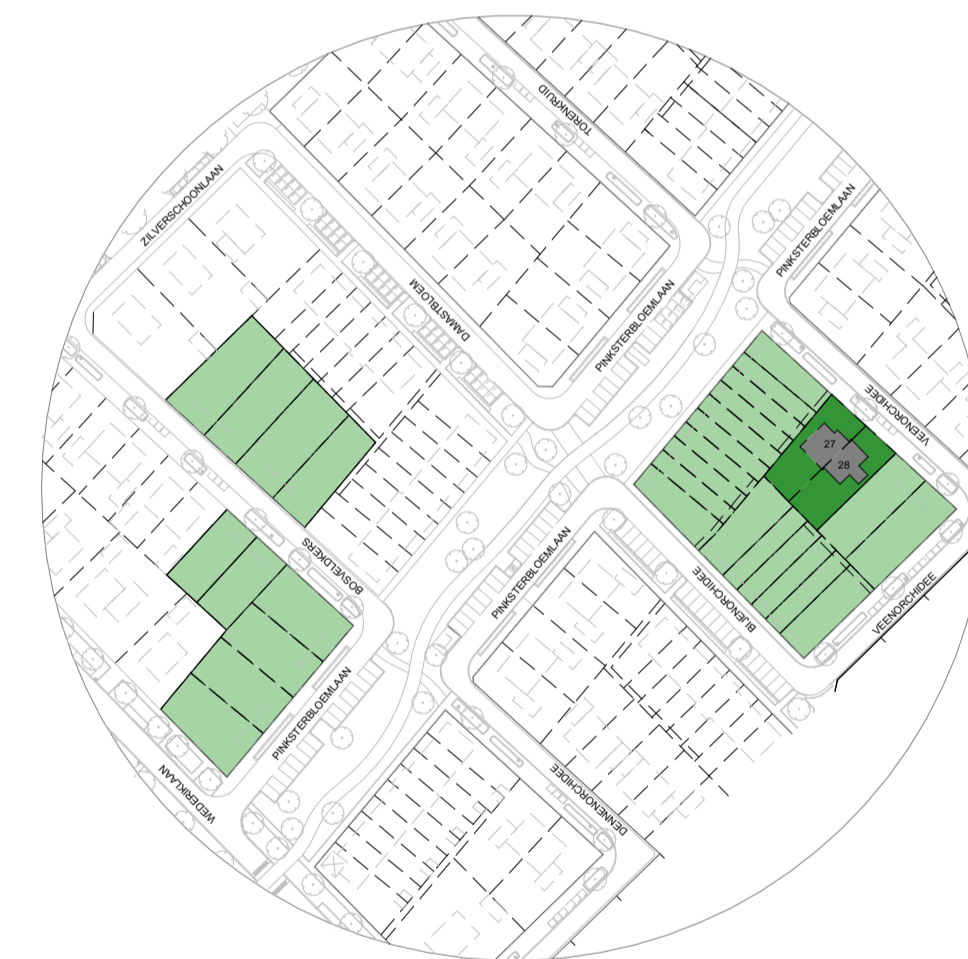 TORENKRUID
ZILVERSCHOONLAAN
PINKSTERBLOEMLAAN
DAMASTBLOEM
PINKSTERBLOEMLAAN
VEENORCHIDEE
27
28
BOSVELDKERS
PINKSTERBLOEMLAAN
BIJENORCHIDEE
VEENORCHIDEE
PINKSTERBLOEMLAAN
WEDERIKLAAN
DENNENORCHIDEE